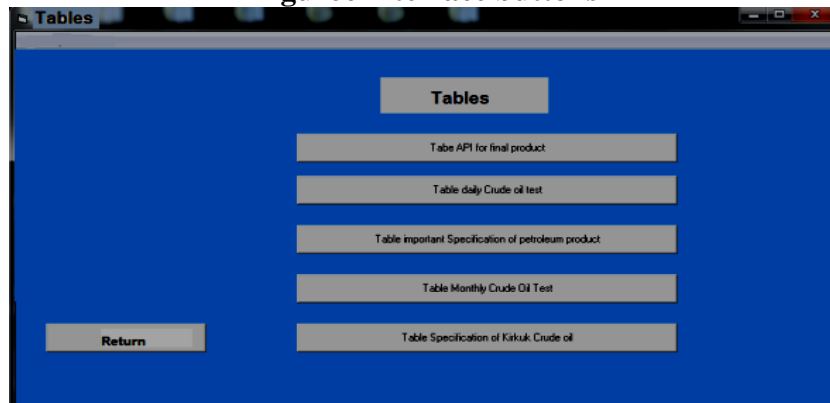 Tables
Tables
Tabe API for final product
Table daily Crude oil test
Table important Specification of petroleum product
Table Monthly Crude Oil Test
Return
Table Specification of Kirkuk Crude oil